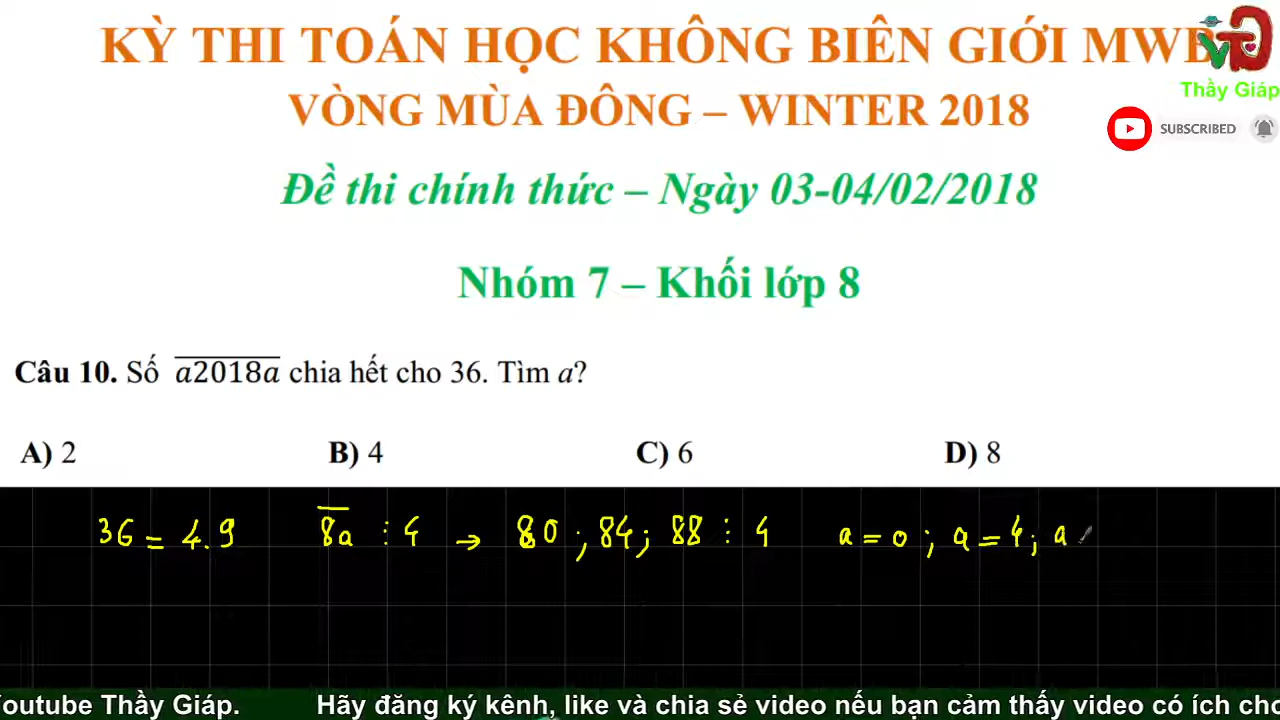 KỲ THI TOÁN HỌC KHÔNG BIÊN GIỚI MWB
Thầy Giáp
VÒNG MÙA ĐÔNG – WINTER 2018
SUBSCRIBED
Đề thi chính thức – Ngày 03-04/02/2018
Nhóm 7 – Khối lớp 8
Câu 10. Số a2018a chia hết cho 36. Tìm a?
A) 2 B) 4 C) 6 D) 8
36 = 4.9 8a ⋮ 4 → 80 ; 84; 88 ⋮ 4 a = 0 ; a = 4; a
outube Thầy Giáp. Hãy đăng ký kênh, like và chia sẻ video nếu bạn cảm thấy video có ích cho